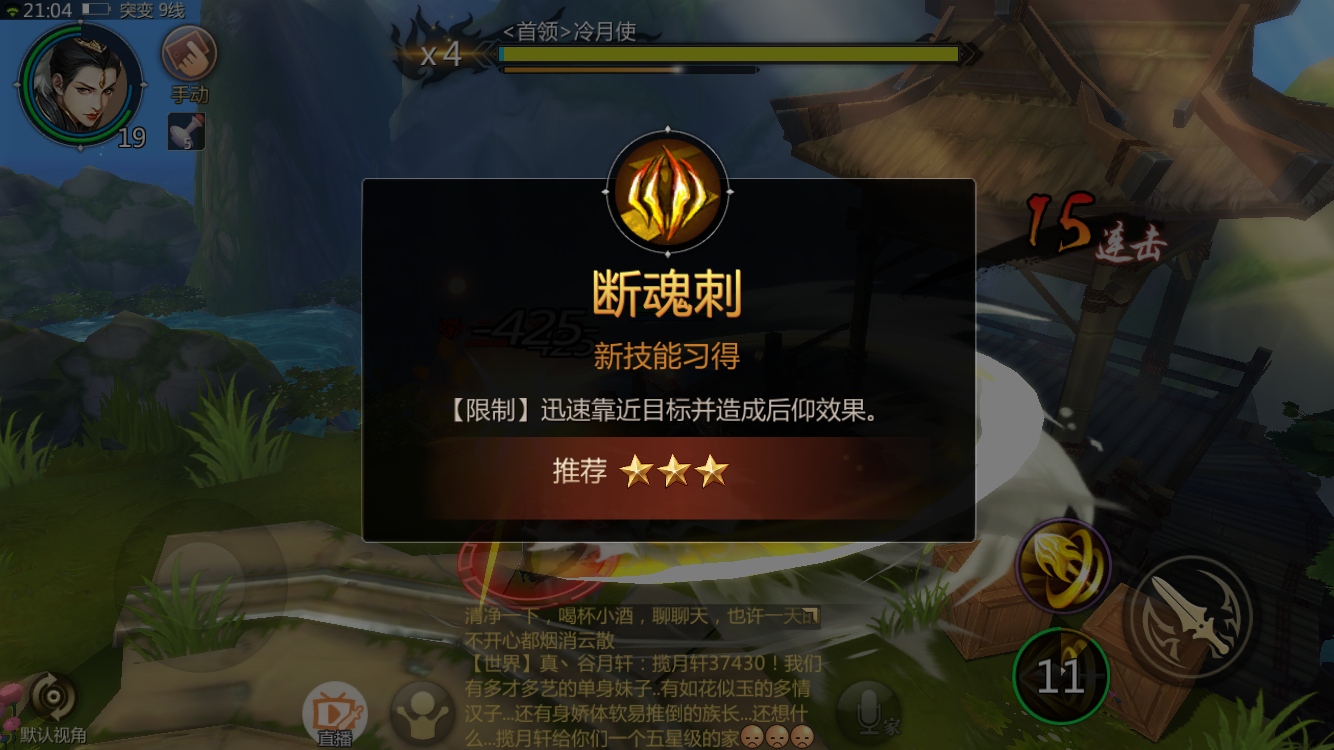 21:04 突变 9线
手动
19
5
x4
<首领>冷月使
15连击
断魂刺
-425
425
新技能习得
【限制】迅速靠近目标并造成后仰效果。
推荐
清净一下，喝杯小酒，聊聊天，也许一天的
不开心都烟消云散
【世界】真丶谷月轩：揽月轩37430！我们
有多才多艺的单身妹子..有如花似玉的多情
汉子...还有身娇体软易推倒的族长...还想什
么...揽月轩给你们一个五星级的家
11
家
直播
默认视角